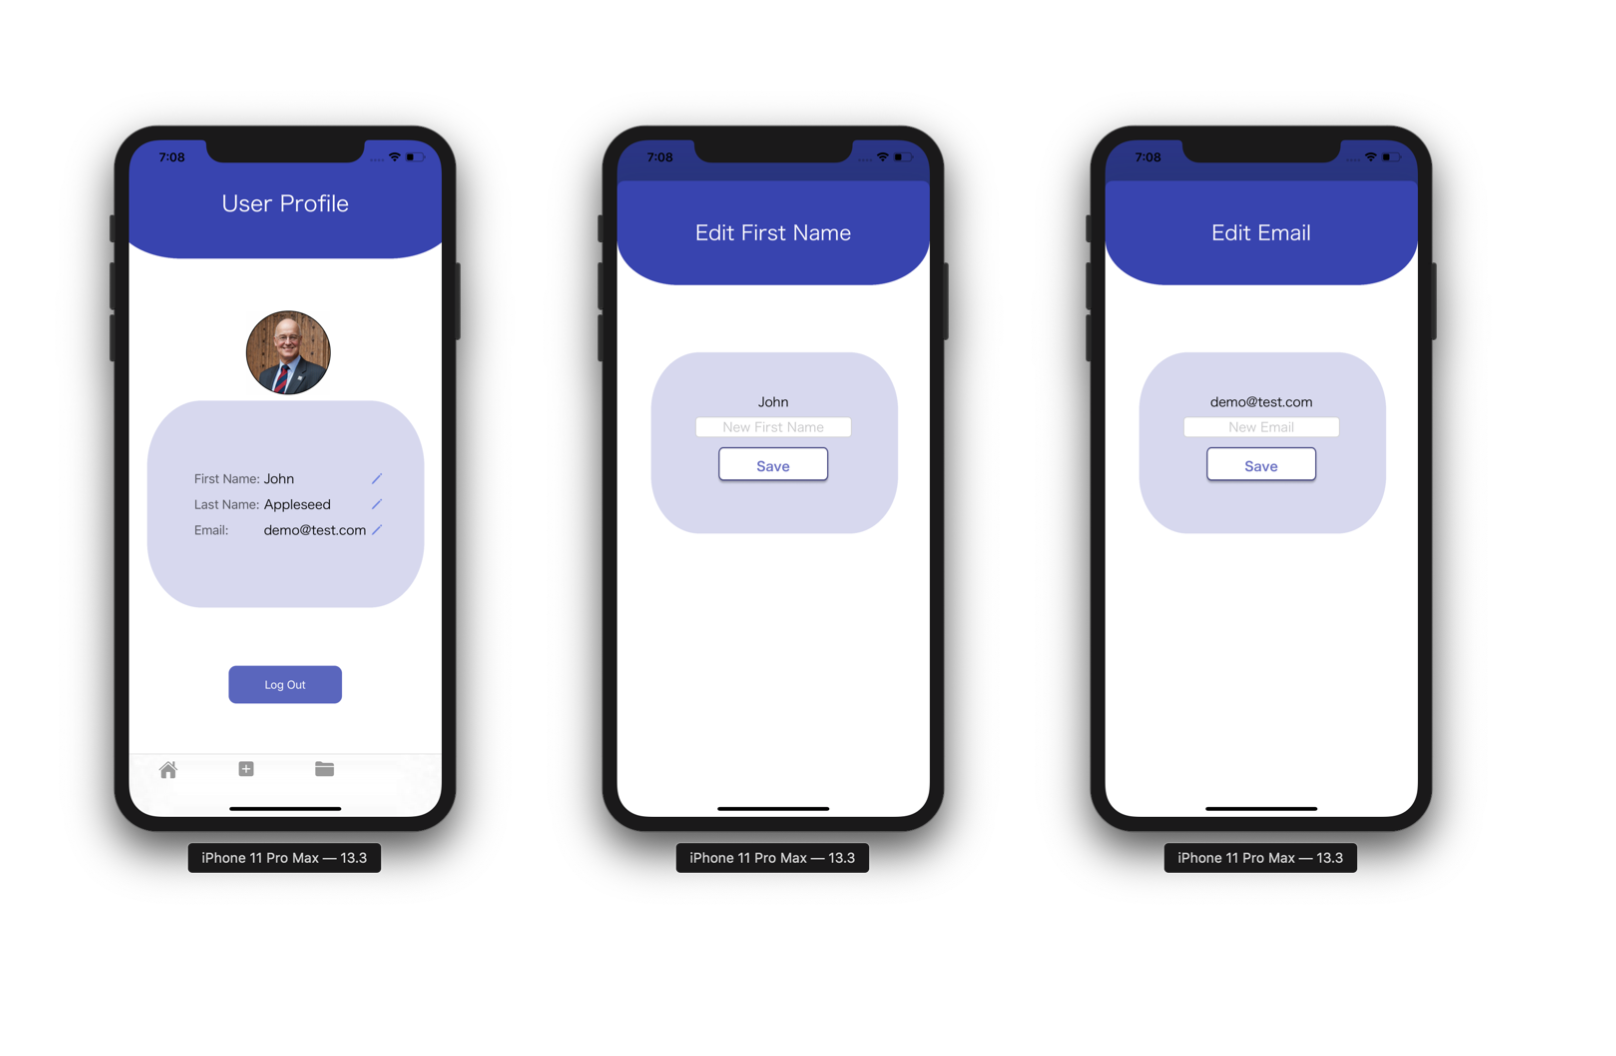 7:08
User Profile
First Name: John
Last Name: Appleseed
Email: demo@test.com
Log Out
iPhone 11 Pro Max — 13.3
7:08
Edit First Name
John
New First Name
Save
iPhone 11 Pro Max — 13.3
7:08
Edit Email
demo@test.com
New Email
Save
iPhone 11 Pro Max — 13.3